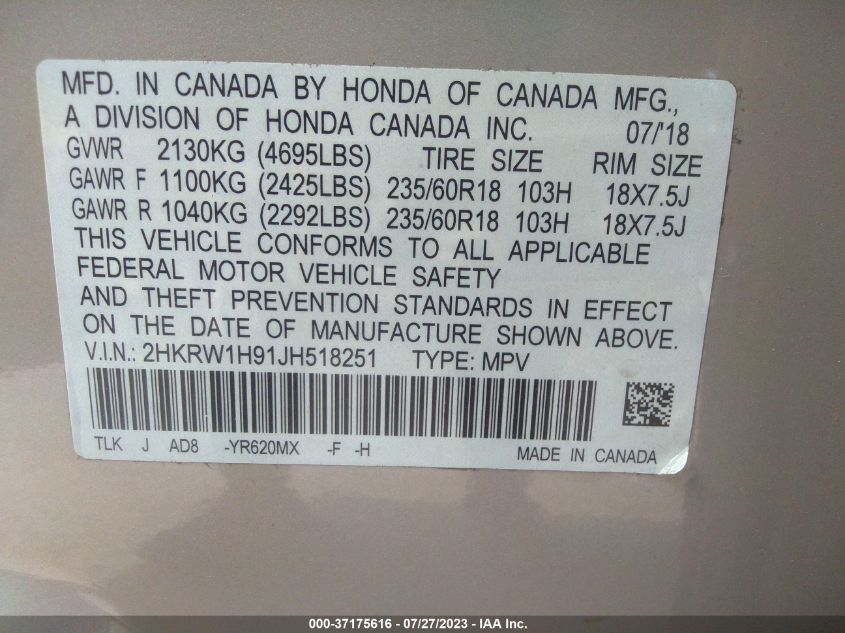 MFD. IN CANADA BY HONDA OF CANADA MFG.,
A DIVISION OF HONDA CANADA INC. 07/'18
GVWR 2130KG (4695LBS) TIRE SIZE RIM SIZE
GAWR F 1100KG (2425LBS) 235/60R18 103H 18X7.5J
GAWR R 1040KG (2292LBS) 235/60R18 103H 18X7.5J
THIS VEHICLE CONFORMS TO ALL APPLICABLE
FEDERAL MOTOR VEHICLE SAFETY
AND THEFT PREVENTION STANDARDS IN EFFECT
ON THE DATE OF MANUFACTURE SHOWN ABOVE.
V.I.N.: 2HKRW1H91JH518251 TYPE: MPV
TLK J AD8 -YR620MX -F -H MADE IN CANADA
000-37175616 - 07/27/2023 - IAA Inc.